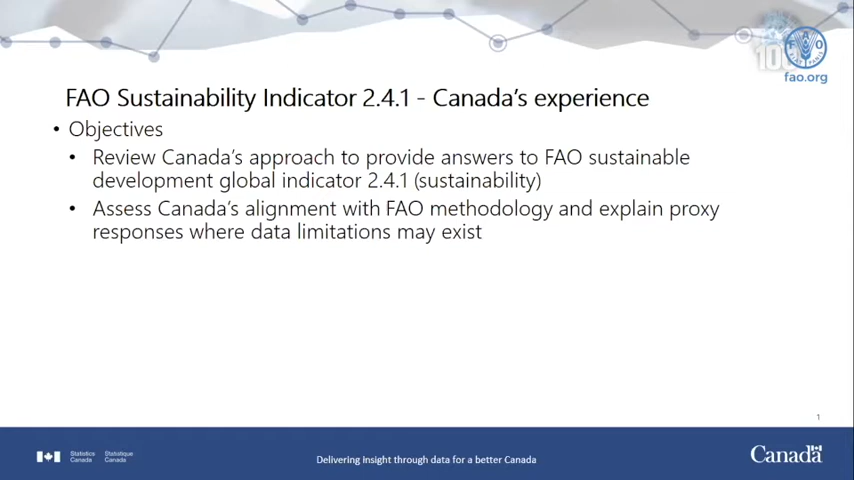 100
FAO
fao.org
FAO Sustainability Indicator 2.4.1 - Canada's experience
• Objectives
• Review Canada's approach to provide answers to FAO sustainable
development global indicator 2.4.1 (sustainability)
• Assess Canada's alignment with FAO methodology and explain proxy
responses where data limitations may exist
1
Statistics Statistique
Canada Canada
Delivering insight through data for a better Canada
Canada